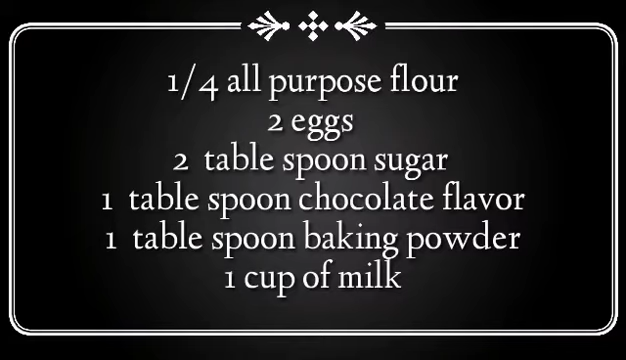 1/4 all purpose flour
2 eggs
2 table spoon sugar
1 table spoon chocolate flavor
1 table spoon baking powder
1 cup of milk